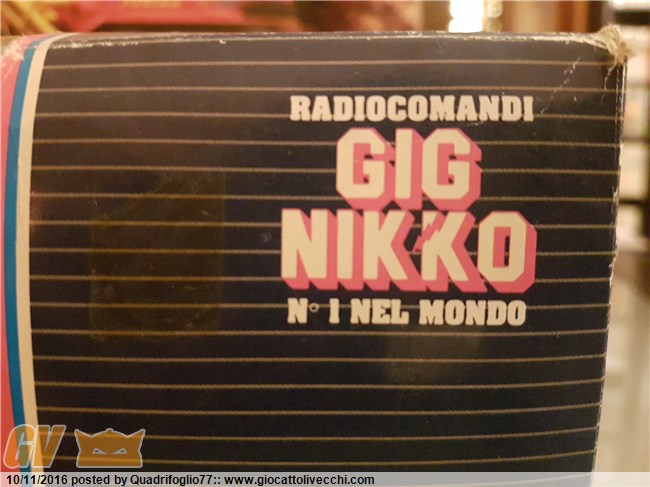 RADIOCOMANDI
GIG
NIKKO
N° 1 NEL MONDO
GV
10/11/2016 posted by Quadrifoglio77:: www.giocattolivecchi.com